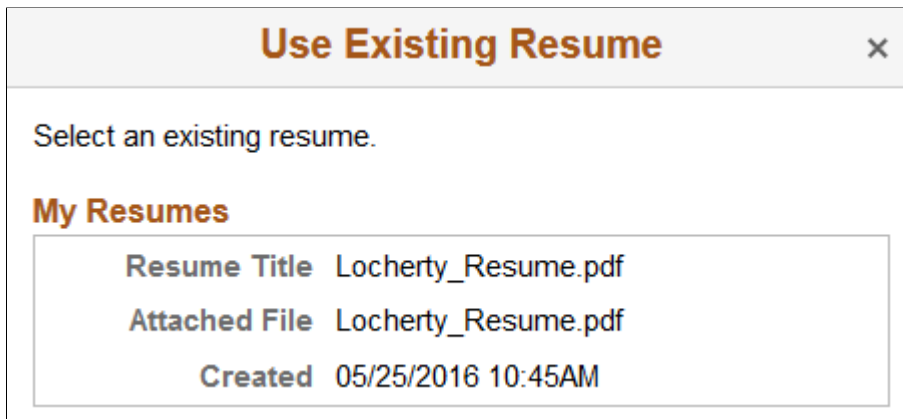 Use Existing Resume ×
Select an existing resume.
My Resumes
Resume Title Locherty_Resume.pdf
Attached File Locherty_Resume.pdf
Created 05/25/2016 10:45AM